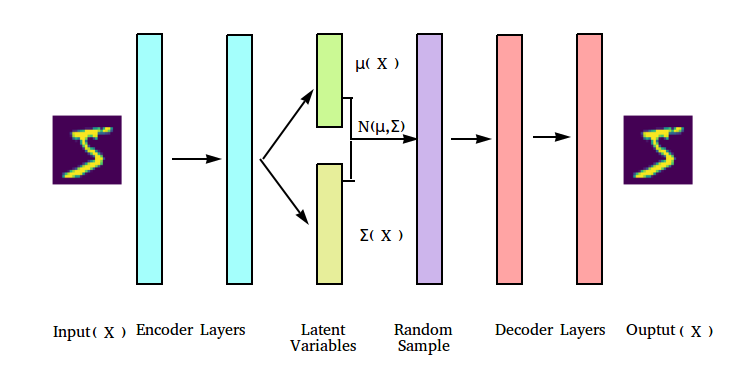 μ( X )
N(μ,Σ)
Σ( X )
Input( X )
Encoder Layers
Latent
Variables
Random
Sample
Decoder Layers
Ouptut ( X )